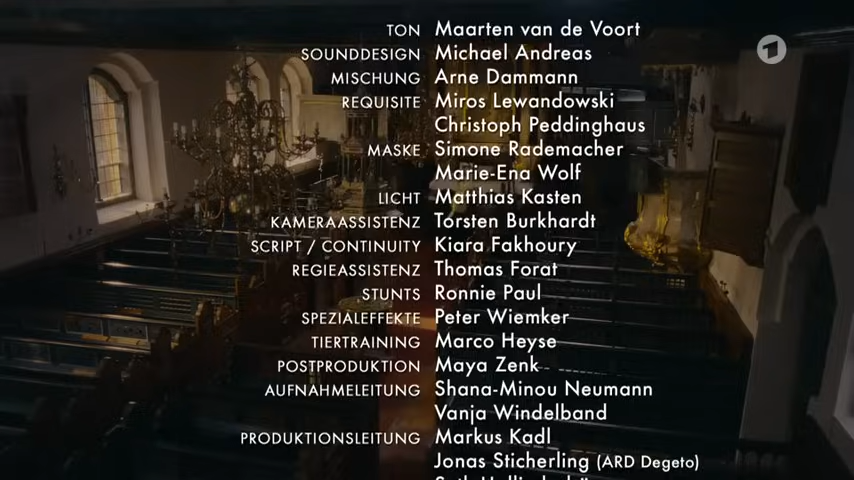 TON Maarten van de Voort
SOUNDDESIGN Michael Andreas
MISCHUNG Arne Dammann
REQUISITE Miros Lewandowski
Christoph Peddinghaus
MASKE Simone Rademacher
Marie-Ena Wolf
LICHT Matthias Kasten
KAMERAASSISTENZ Torsten Burkhardt
SCRIPT / CONTINUITY Kiara Fakhoury
REGIEASSISTENZ Thomas Forat
STUNTS Ronnie Paul
SPEZIALEFFEKTE Peter Wiemker
TIERTRAINING Marco Heyse
POSTPRODUKTION Maya Zenk
AUFNAHMELEITUNG Shana-Minou Neumann
Vanja Windelband
PRODUKTIONSLEITUNG Markus Kadl
Jonas Sticherling (ARD Degeto)